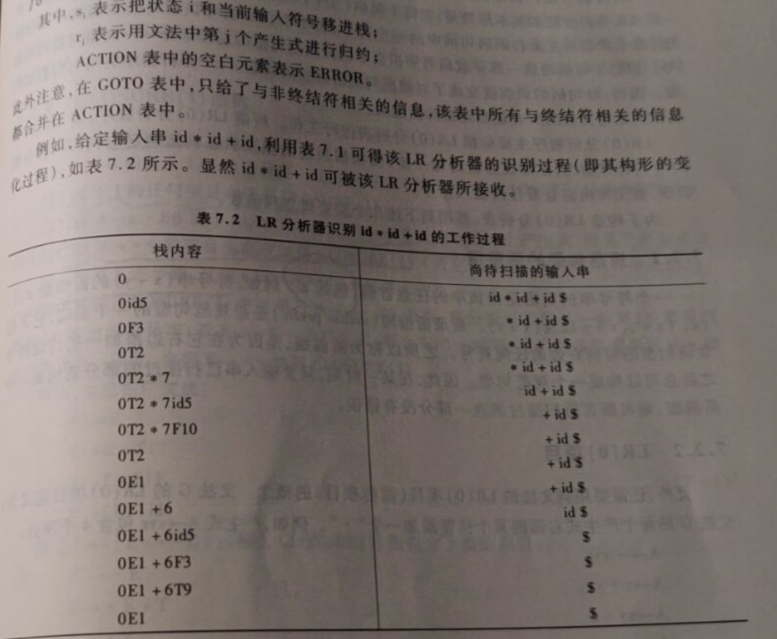 其中,sᵢ 表示把状态 i 和当前输入符号移进栈;
rⱼ 表示用文法中第 j 个产生式进行归约;
ACTION 表中的空白元素表示 ERROR。
此外注意,在 GOTO 表中,只给了与非终结符相关的信息,该表中所有与终结符相关的信息
都合并在 ACTION 表中。
例如,给定输入串 id * id + id,利用表 7.1 可得该 LR 分析器的识别过程(即其构形的变
化过程),如表 7.2 所示。显然 id * id + id 可被该 LR 分析器所接收。
表 7.2 LR 分析器识别 id * id + id 的工作过程
栈内容 尚待扫描的输入串
0 id * id + id $
0id5 * id + id $
0F3 * id + id $
0T2 * id + id $
0T2 * 7 id + id $
0T2 * 7id5 + id $
0T2 * 7F10 + id $
0T2 + id $
0E1 + id $
0E1 + 6 id $
0E1 + 6id5 $
0E1 + 6F3 $
0E1 + 6T9 $
0E1 $